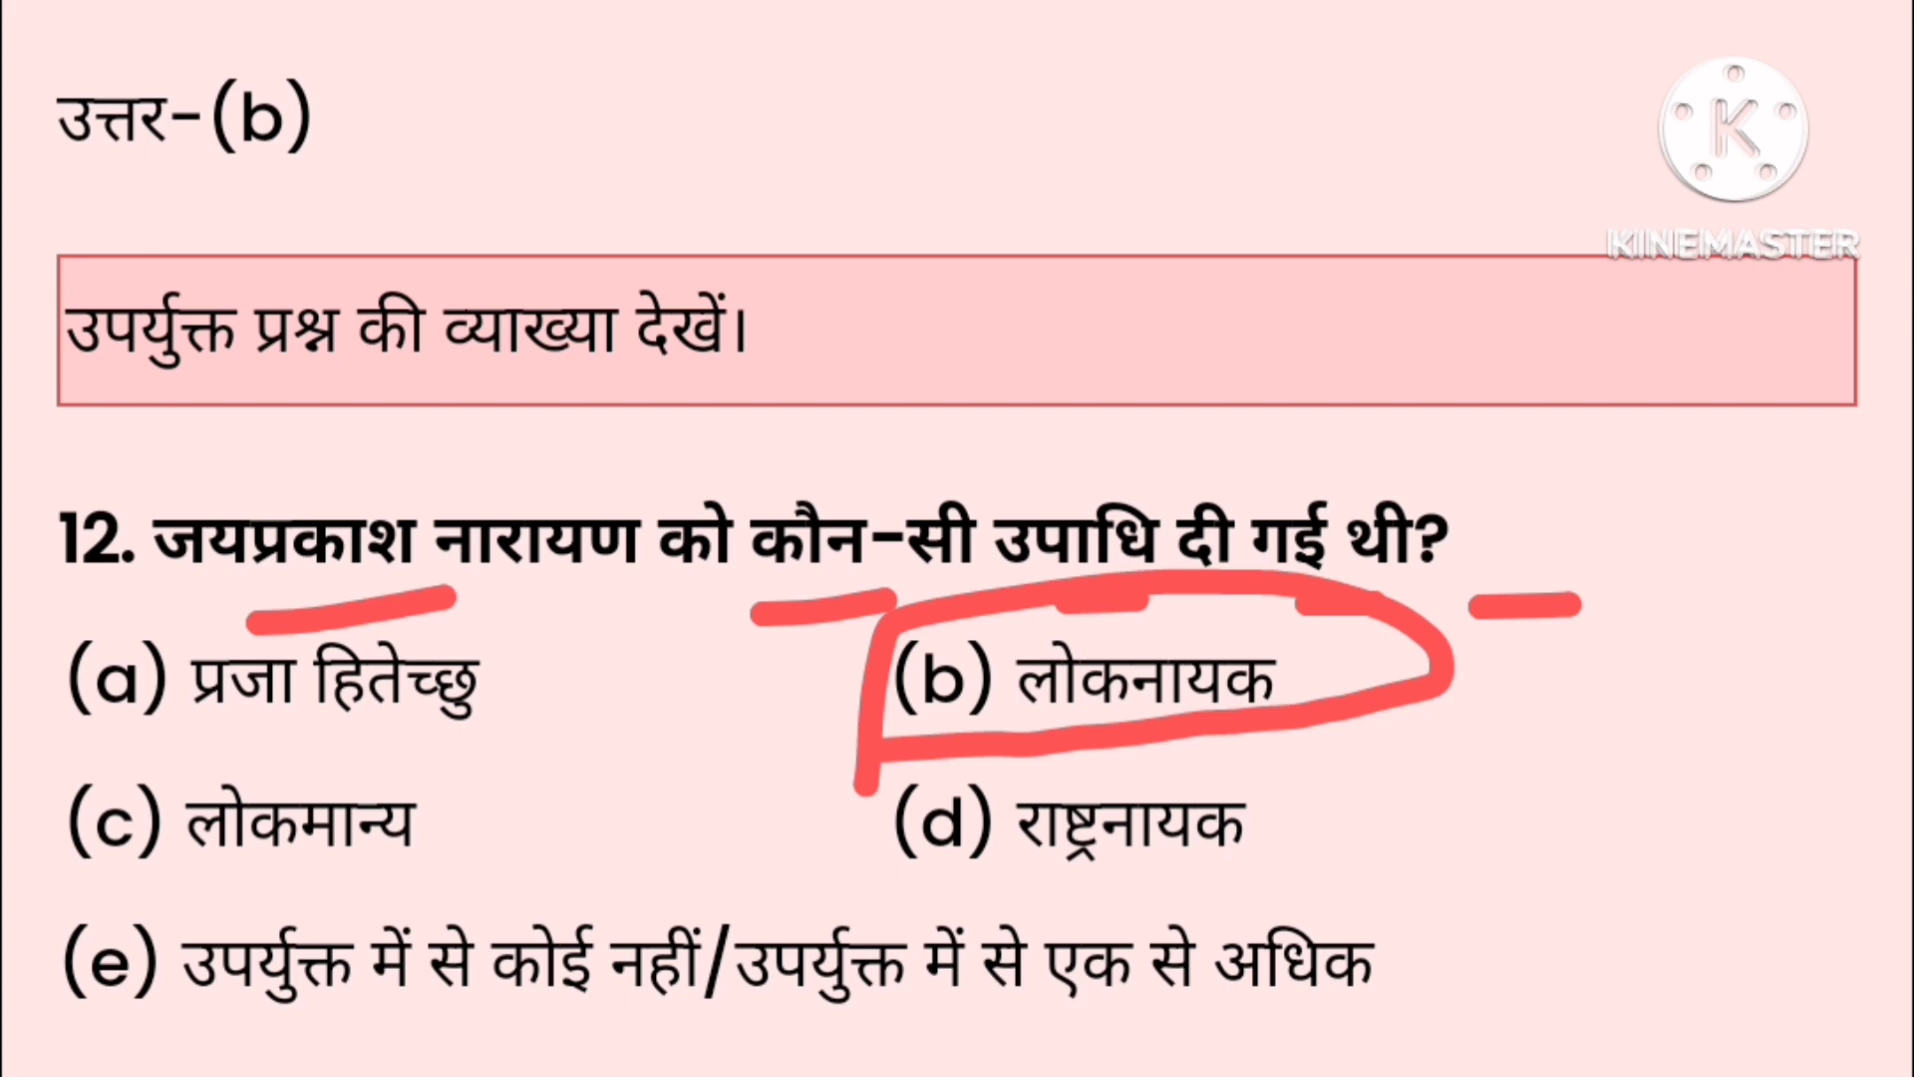 उत्तर-(b)
K
KINEMASTER
उपर्युक्त प्रश्न की व्याख्या देखें।
12. जयप्रकाश नारायण को कौन-सी उपाधि दी गई थी?
(a) प्रजा हितेच्छु (b) लोकनायक
(c) लोकमान्य (d) राष्ट्रनायक
(e) उपर्युक्त में से कोई नहीं/उपर्युक्त में से एक से अधिक